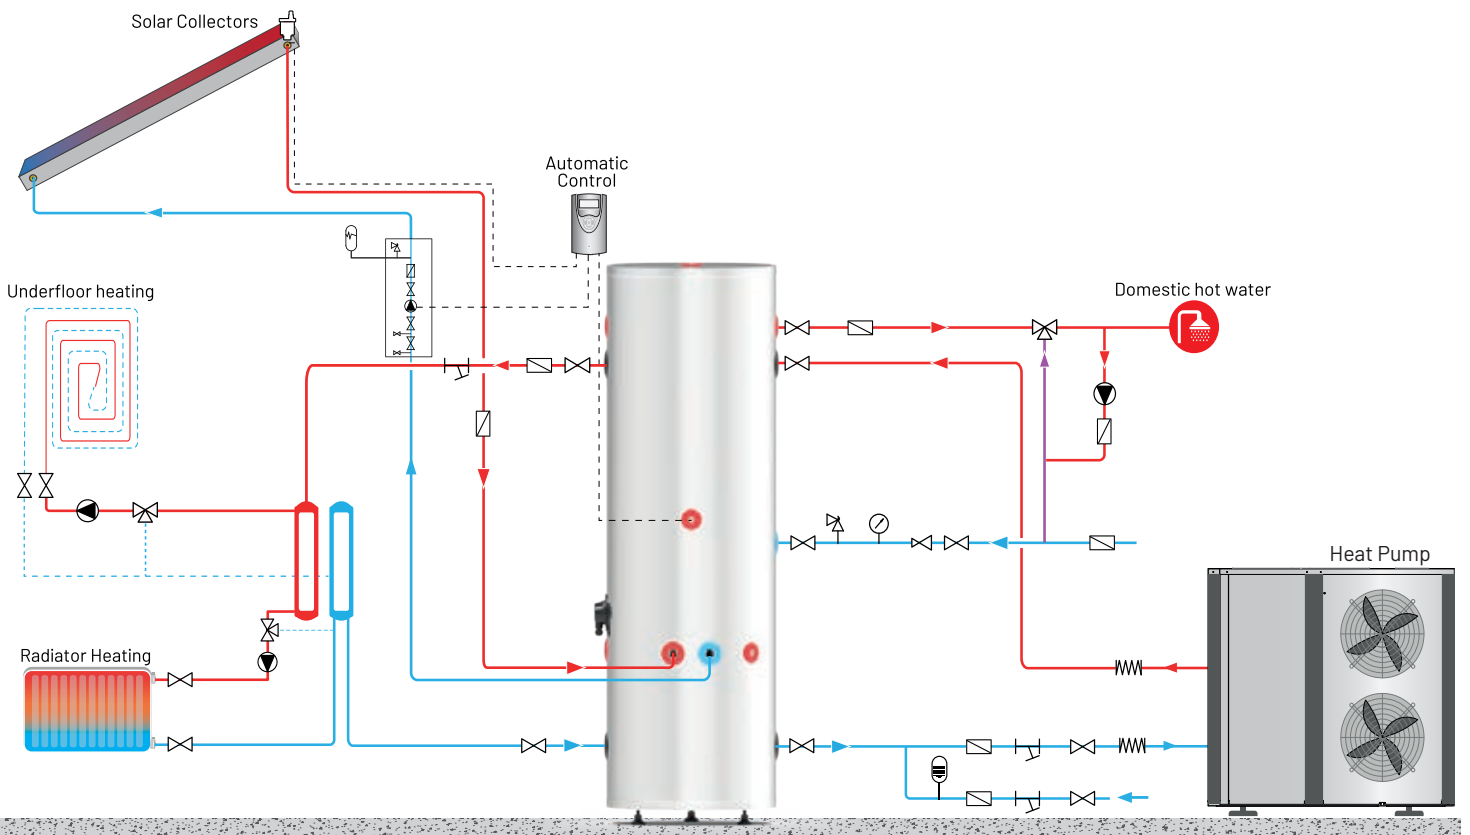 Solar Collectors
Automatic
Control
Underfloor heating
Domestic hot water
Heat Pump
Radiator Heating